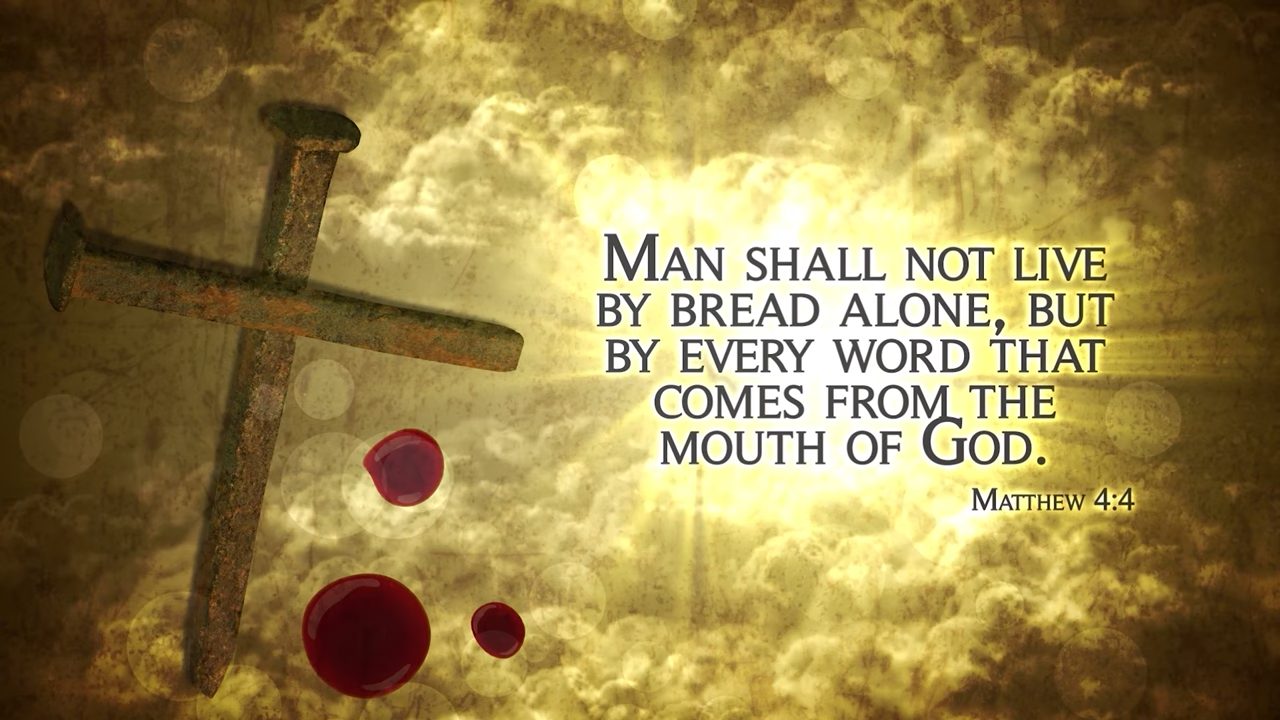 Man shall not live
by bread alone, but
by every word that
comes from the
mouth of God.
Matthew 4:4